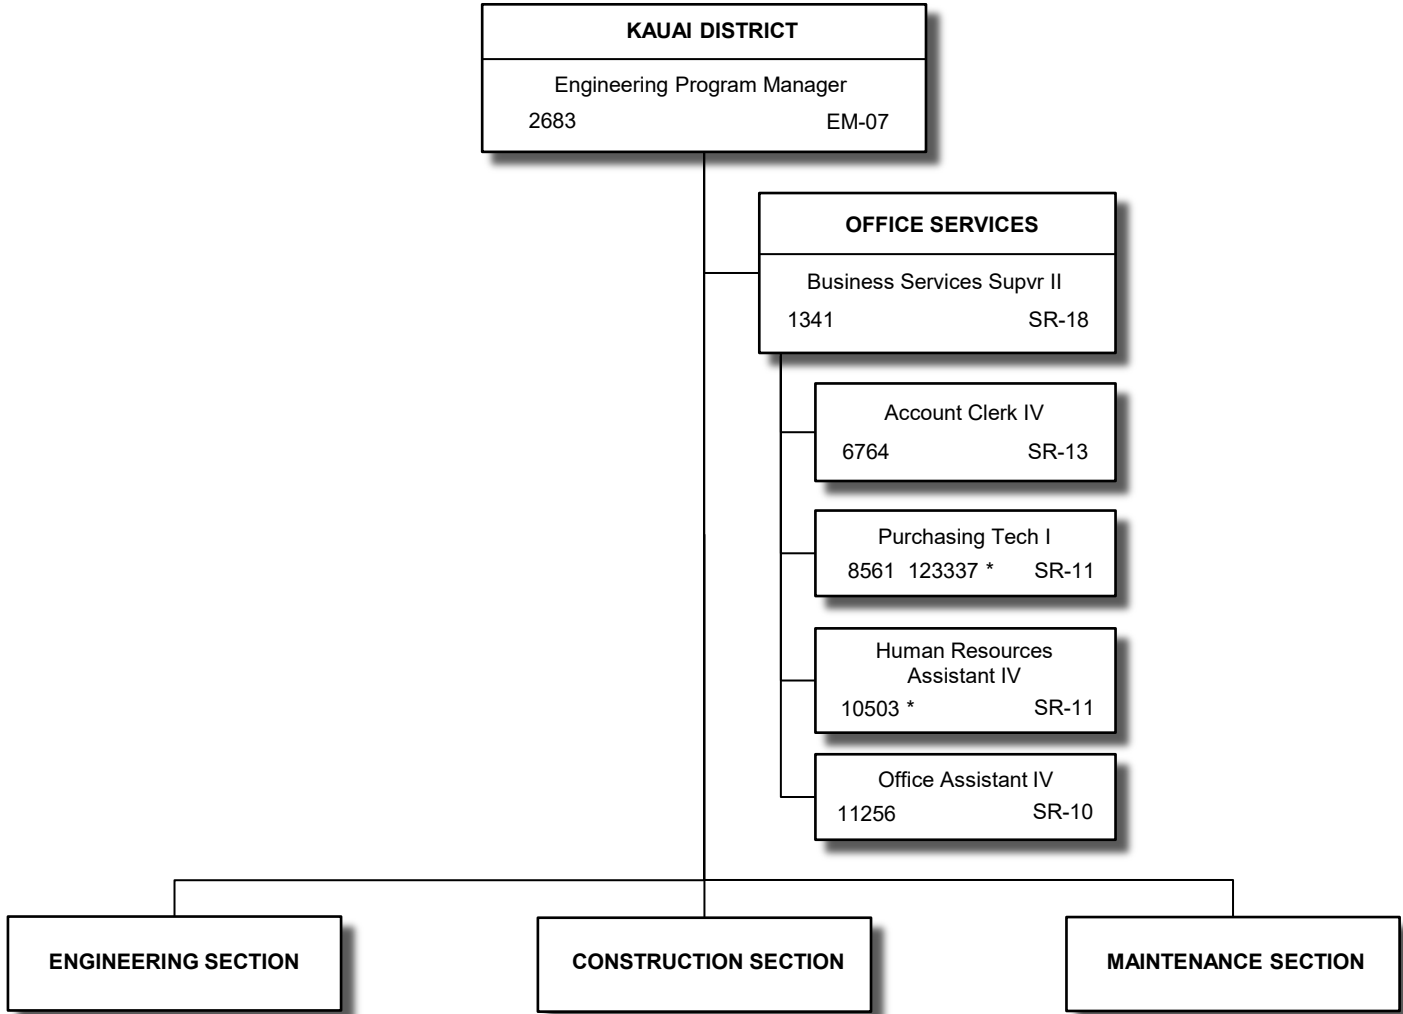 KAUAI DISTRICT
Engineering Program Manager
2683 EM-07
OFFICE SERVICES
Business Services Supvr II
1341 SR-18
Account Clerk IV
6764 SR-13
Purchasing Tech I
8561 123337 * SR-11
Human Resources
Assistant IV
10503 * SR-11
Office Assistant IV
11256 SR-10
ENGINEERING SECTION
CONSTRUCTION SECTION
MAINTENANCE SECTION